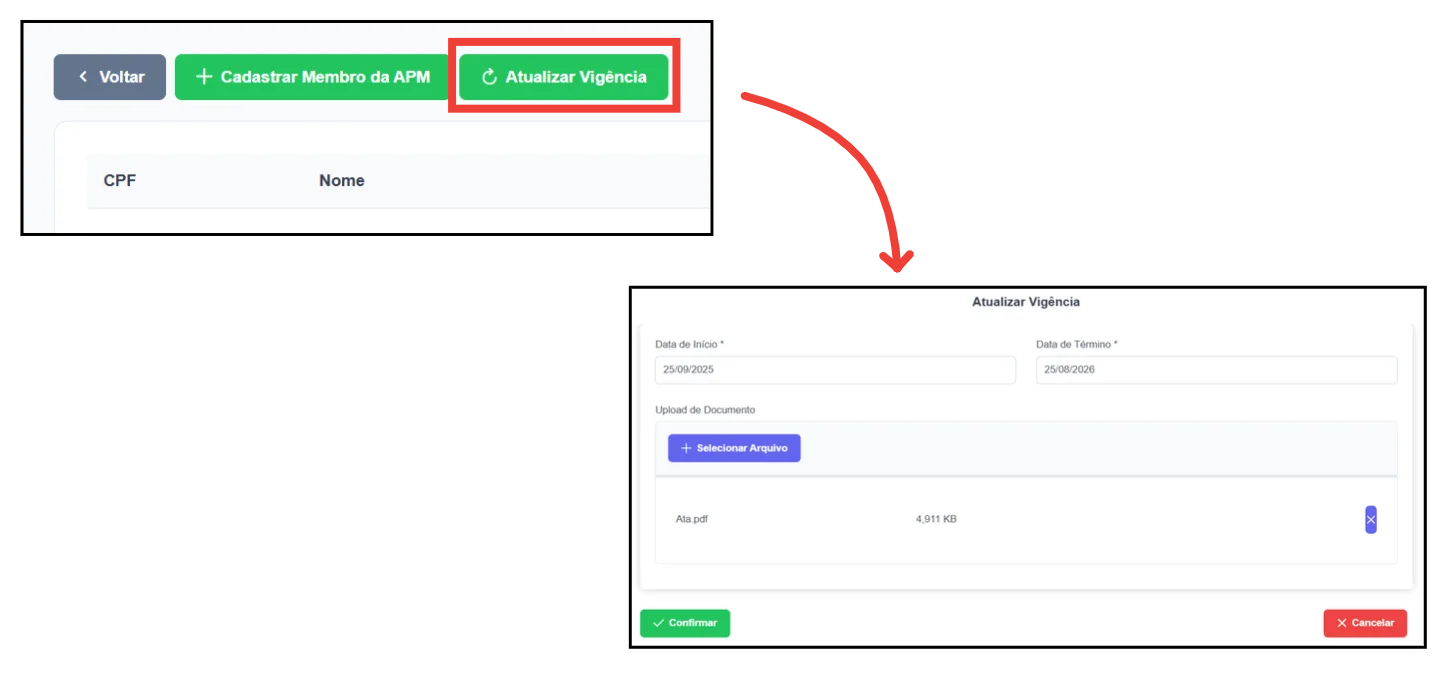 Voltar
Cadastrar Membro da APM
Atualizar Vigência
CPF
Nome
Atualizar Vigência
Data de Início *
Data de Término *
25/09/2025
25/08/2026
Upload de Documento
Selecionar Arquivo
Ata.pdf
4,911 KB
Confirmar
Cancelar